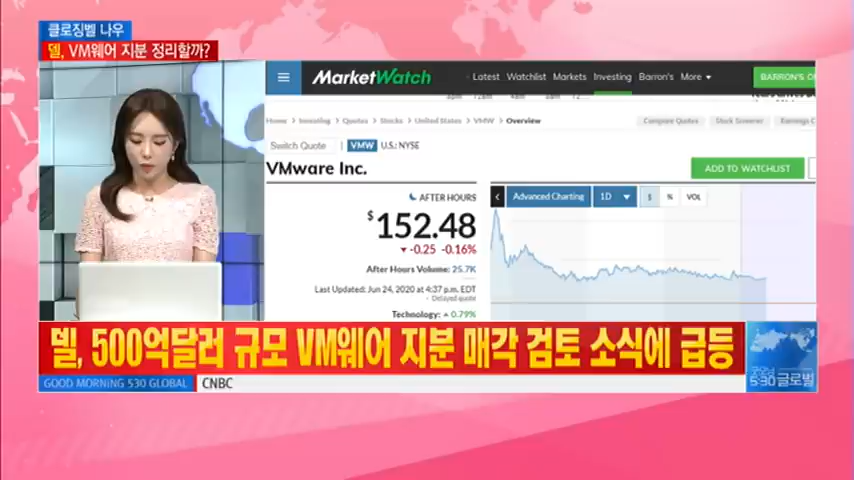 클로징벨 나우
델, VM웨어 지분 정리할까?
MarketWatch
Latest Watchlist Markets Investing Barron's More
BARRON'S
Home > Investing > Quotes > Stocks > United States > VMW > Overview
Compare Quotes Stock Screener Earnings
Switch Quote VMW U.S.: NYSE
VMware Inc.
ADD TO WATCHLIST
AFTER HOURS
Advanced Charting 1D $ % VOL
$152.48
-0.25 -0.16%
After Hours Volume: 25.7K
Last Updated: Jun 24, 2020 at 4:37 p.m. EDT
Delayed quote
Technology: 0.79%
델, 500억달러 규모 VM웨어 지분 매각 검토 소식에 급등
GOOD MORNING 530 GLOBAL CNBC
5:30 글로벌